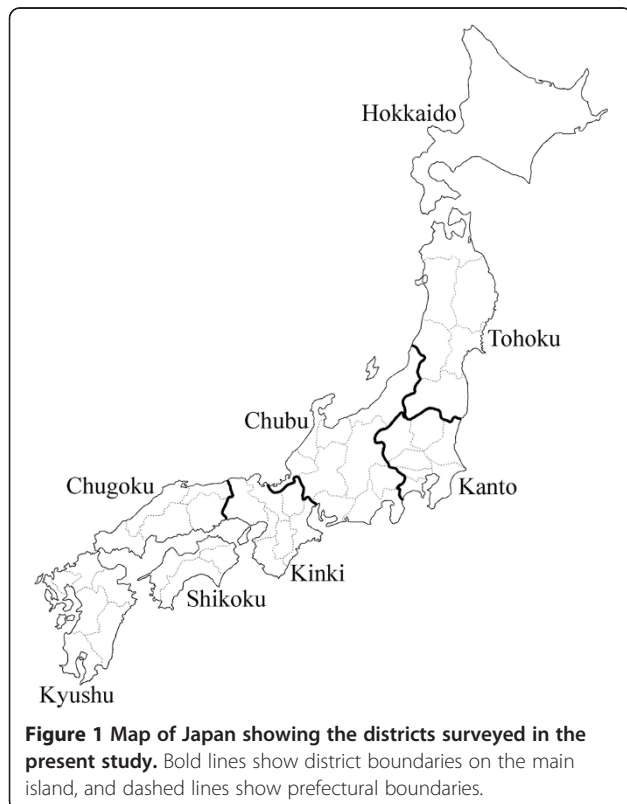 Hokkaido
Tohoku
Chubu
Chugoku
Kanto
Kinki
Shikoku
Kyushu
Figure 1 Map of Japan showing the districts surveyed in the
present study. Bold lines show district boundaries on the main
island, and dashed lines show prefectural boundaries.